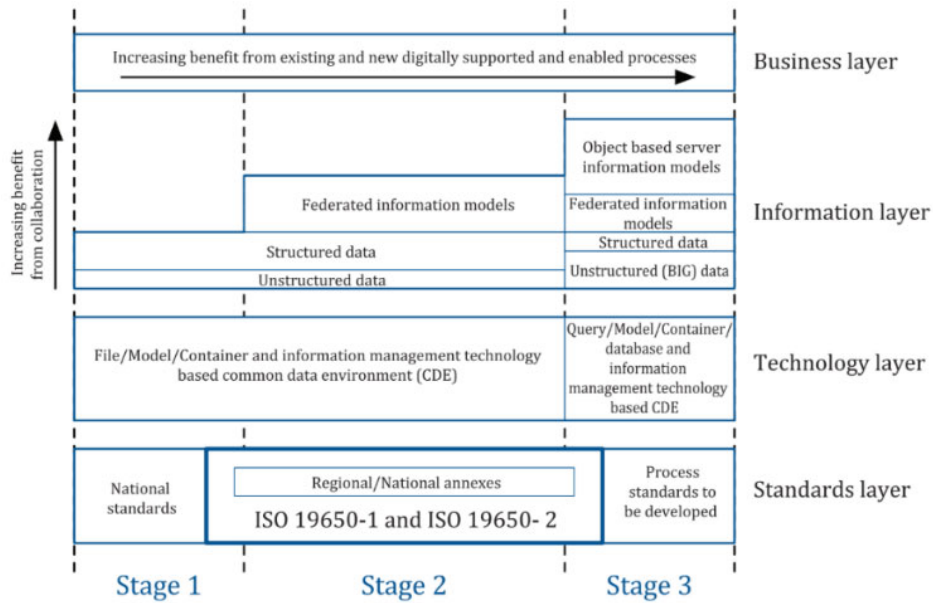 Increasing benefit from existing and new digitally supported and enabled processes
Business layer
Increasing benefit
from collaboration
Object based server
information models
Federated information models
Federated information
models
Structured data
Structured data
Unstructured data
Unstructured (BIG) data
Information layer
File/Model/Container and information management technology
based common data environment (CDE)
Query/Model/Container/
database and
information
management technology
based CDE
Technology layer
National
standards
Regional/National annexes
ISO 19650-1 and ISO 19650- 2
Process
standards to
be developed
Standards layer
Stage 1
Stage 2
Stage 3